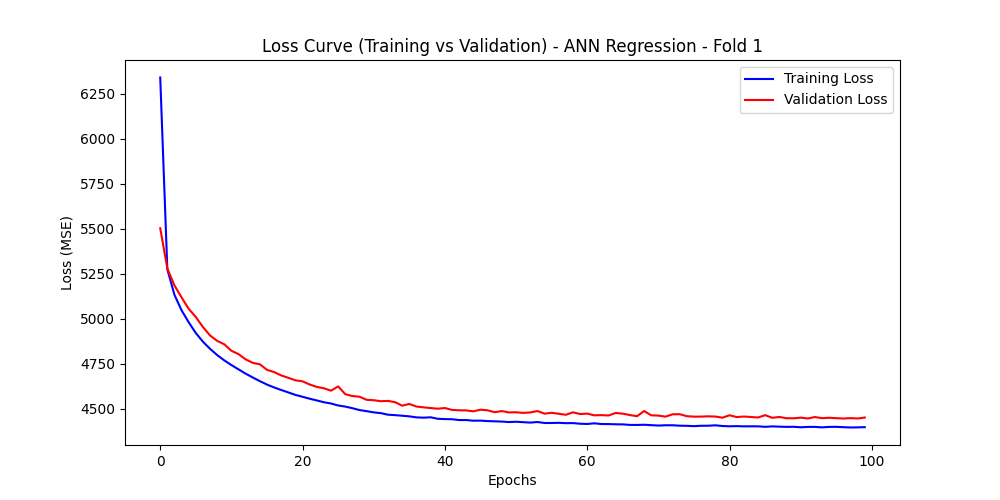 Loss Curve (Training vs Validation) - ANN Regression - Fold 1
Training Loss
Validation Loss
6250
6000
5750
5500
5250
5000
4750
4500
Loss (MSE)
0 20 40 60 80 100
Epochs